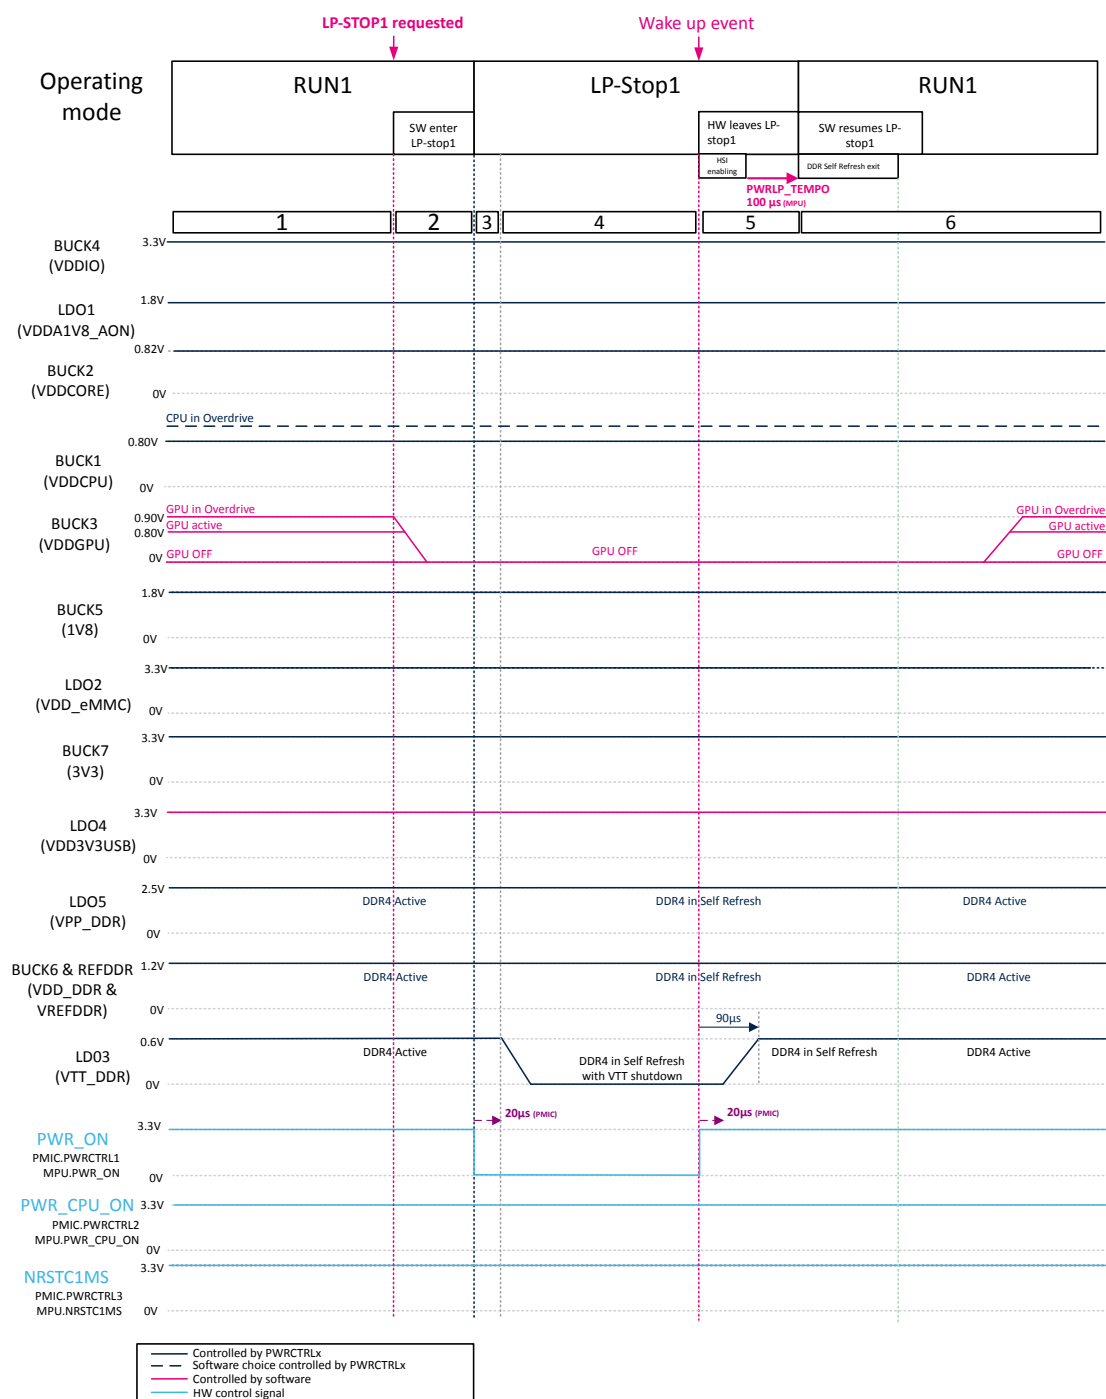 LP-STOP1 requested
Wake up event
Operating
mode
RUN1
LP-Stop1
RUN1
SW enter
LP-stop1
HW leaves LP-
stop1
SW resumes LP-
stop1
HSI
enabling
DDR Self Refresh exit
PWRLP_TEMPO
100 µs (MPU)
1
2
3
4
5
6
BUCK4
(VDDIO)
3.3V
LDO1
(VDDA1V8_AON)
1.8V
0.82V
BUCK2
(VDDCORE)
0V
CPU in Overdrive
0.80V
BUCK1
(VDDCPU)
0V
BUCK3
(VDDGPU)
GPU in Overdrive
0.90V
GPU active
0.80V
0V
GPU OFF
GPU OFF
GPU in Overdrive
GPU active
GPU OFF
1.8V
BUCK5
(1V8)
0V
3.3V
LDO2
(VDD_eMMC)
0V
3.3V
BUCK7
(3V3)
0V
3.3V
LDO4
(VDD3V3USB)
0V
2.5V
LDO5
(VPP_DDR)
DDR4 Active
DDR4 in Self Refresh
DDR4 Active
0V
BUCK6 & REFDDR
(VDD_DDR &
VREFDDR)
1.2V
DDR4 Active
DDR4 in Self Refresh
DDR4 Active
0V
90µs
0.6V
LD03
(VTT_DDR)
DDR4 Active
DDR4 in Self Refresh
with VTT shutdown
DDR4 in Self Refresh
DDR4 Active
0V
20µs (PMIC)
20µs (PMIC)
3.3V
PWR_ON
PMIC.PWRCTRL1
MPU.PWR_ON
0V
PWR_CPU_ON
3.3V
PMIC.PWRCTRL2
MPU.PWR_CPU_ON
0V
NRSTC1MS
3.3V
PMIC.PWRCTRL3
MPU.NRSTC1MS
0V
Controlled by PWRCTRLx
Software choice controlled by PWRCTRLx
Controlled by software
HW control signal